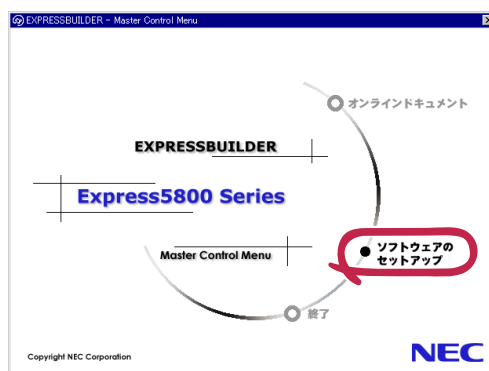 EXPRESSBUILDER - Master Control Menu
オンラインドキュメント
EXPRESSBUILDER
Express5800 Series
ソフトウェアの
セットアップ
Master Control Menu
終了
Copyright NEC Corporation
NEC